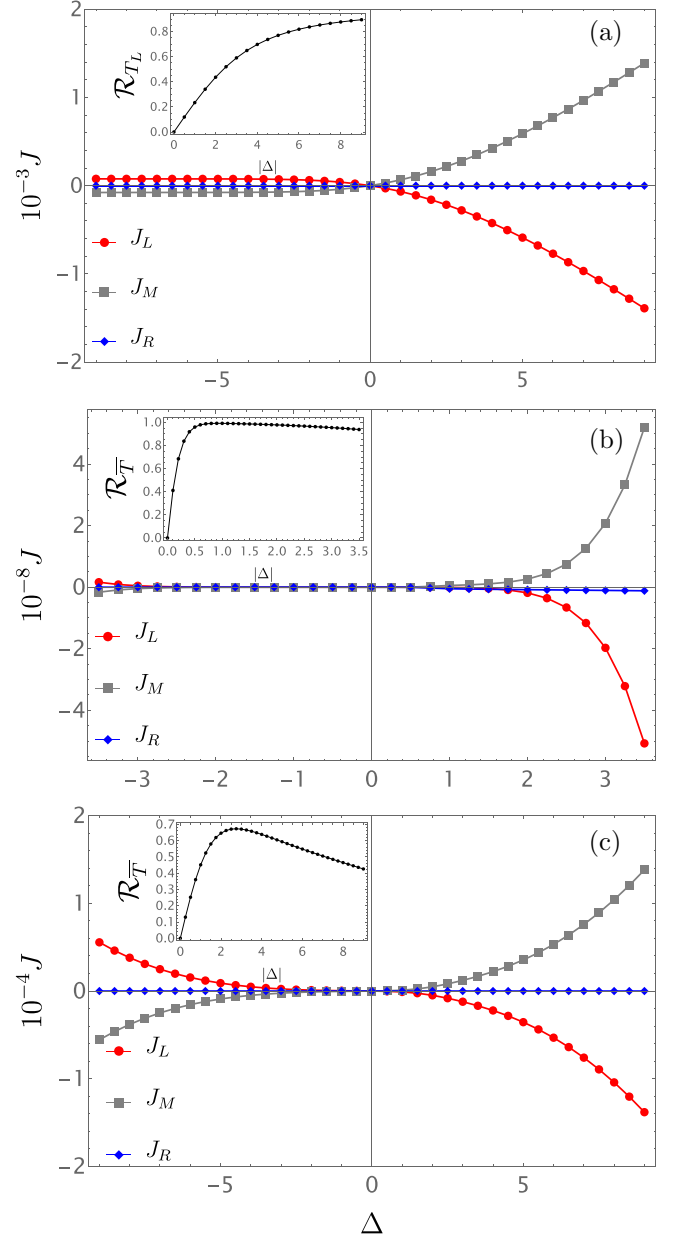 (a)
10⁻³ J
2
1
0
−1
−2
−5
0
5
J_L
J_M
J_R
ℛ_{T_L}
0.8
0.6
0.4
0.2
0.0
0
2
4
6
8
|Δ|
(b)
10⁻⁸ J
4
2
0
−2
−4
−3
−2
−1
0
1
2
3
J_L
J_M
J_R
ℛ_{T̅}
1.0
0.8
0.6
0.4
0.2
0.0
0.0
0.5
1.0
1.5
2.0
2.5
3.0
3.5
|Δ|
(c)
10⁻⁴ J
2
1
0
−1
−2
−5
0
5
J_L
J_M
J_R
ℛ_{T̅}
0.7
0.6
0.5
0.4
0.3
0.2
0.1
0.0
0
2
4
6
8
|Δ|
Δ